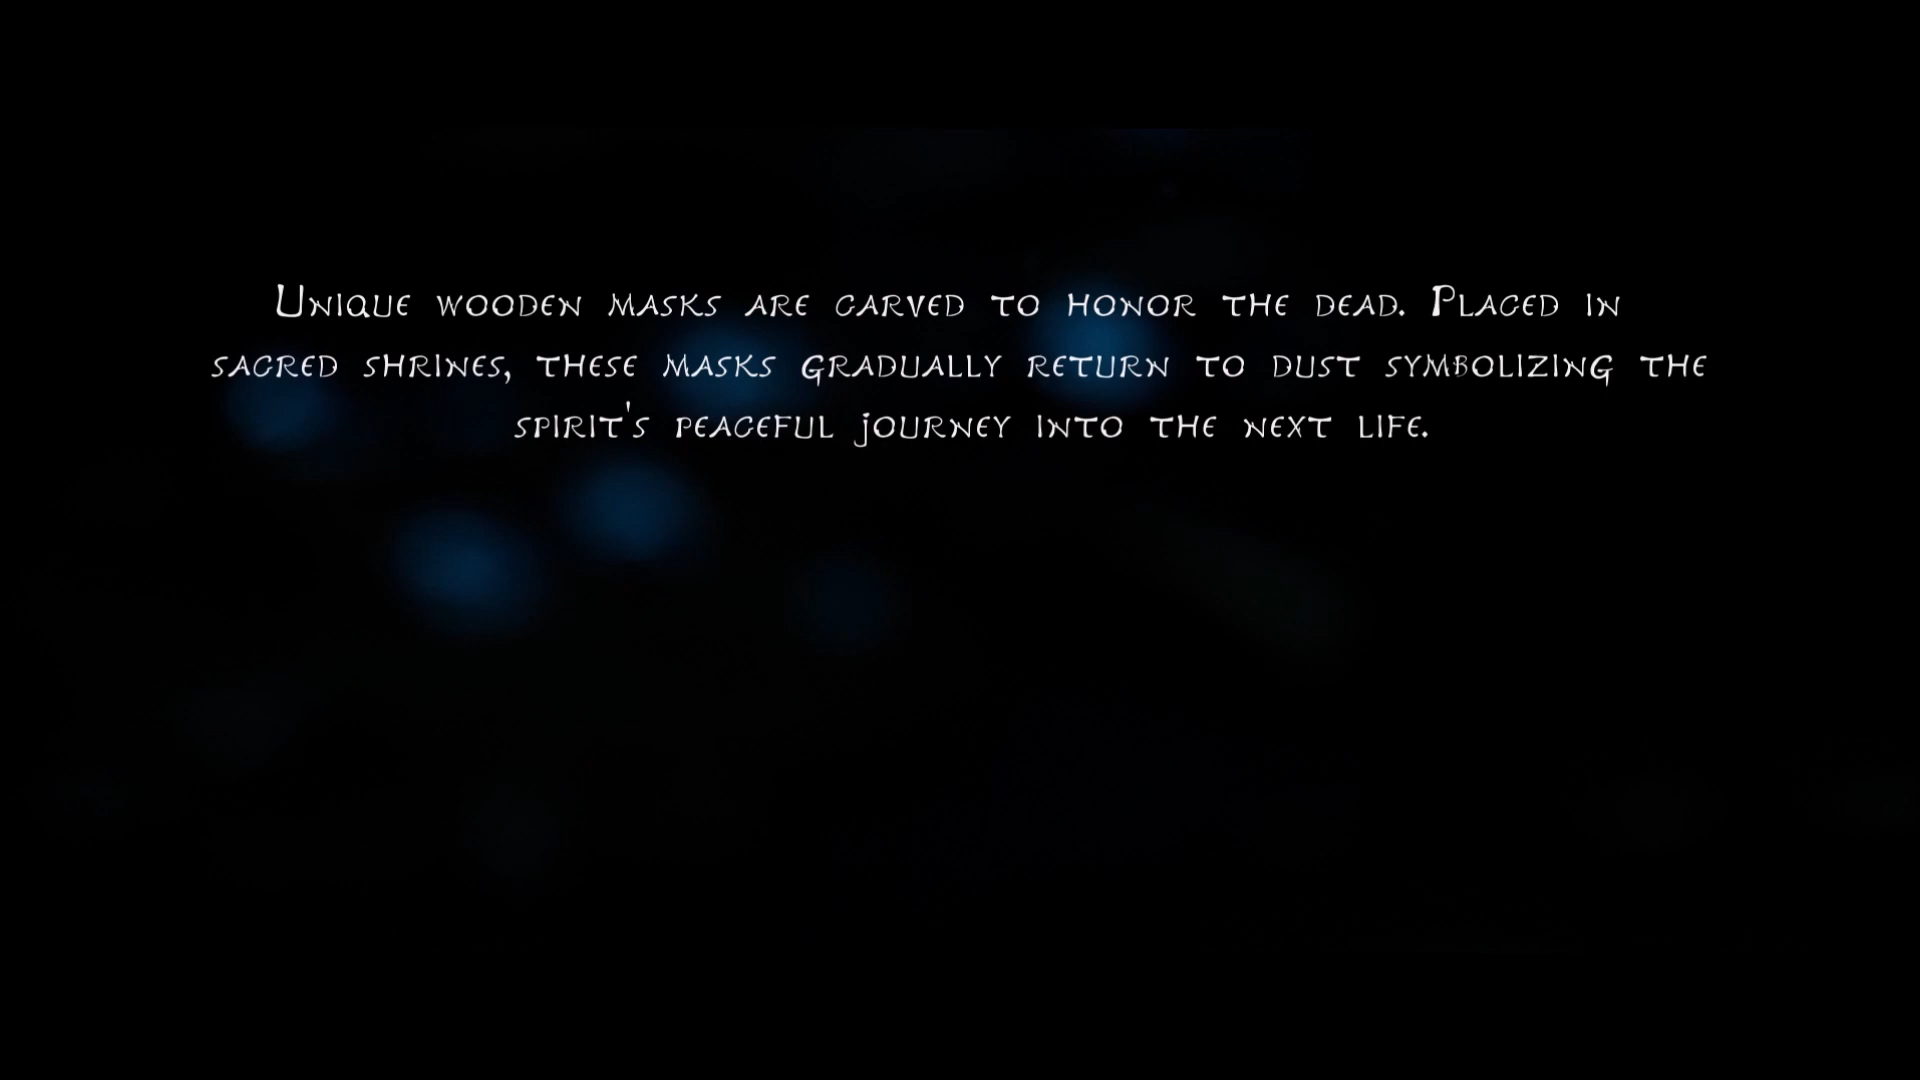 Unique wooden masks are carved to honor the dead. Placed in
sacred shrines, these masks gradually return to dust symbolizing the
spirit's peaceful journey into the next life.